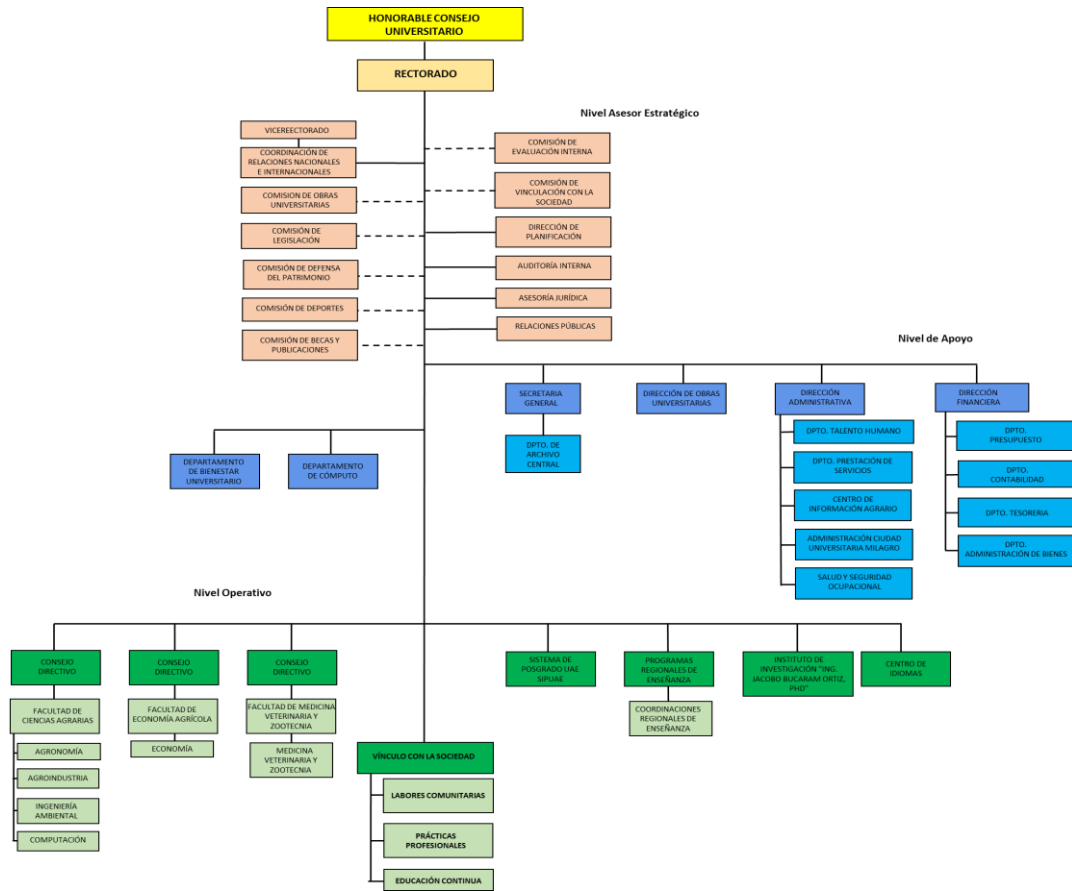 HONORABLE CONSEJO
UNIVERSITARIO
RECTORADO
Nivel Asesor Estratégico
VICEREECTORADO
COORDINACIÓN DE
RELACIONES NACIONALES
E INTERNACIONALES
COMISION DE OBRAS
UNIVERSITARIAS
COMISIÓN DE
LEGISLACIÓN
COMISIÓN DE DEFENSA
DEL PATRIMONIO
COMISIÓN DE DEPORTES
COMISIÓN DE BECAS Y
PUBLICACIONES
COMISIÓN DE
EVALUACIÓN INTERNA
COMISIÓN DE
VINCULACIÓN CON LA
SOCIEDAD
DIRECCIÓN DE
PLANIFICACIÓN
AUDITORÍA INTERNA
ASESORÍA JURÍDICA
RELACIONES PÚBLICAS
Nivel de Apoyo
SECRETARIA
GENERAL
DPTO. DE
ARCHIVO
CENTRAL
DIRECCIÓN DE OBRAS
UNIVERSITARIAS
DIRECCIÓN
ADMINISTRATIVA
DPTO. TALENTO HUMANO
DPTO. PRESTACIÓN DE
SERVICIOS
CENTRO DE
INFORMACIÓN AGRARIO
ADMINISTRACIÓN CIUDAD
UNIVERSITARIA MILAGRO
SALUD Y SEGURIDAD
OCUPACIONAL
DIRECCIÓN
FINANCIERA
DPTO.
PRESUPUESTO
DPTO.
CONTABILIDAD
DPTO. TESORERIA
DPTO.
ADMINISTRACIÓN DE BIENES
DEPARTAMENTO
DE BIENESTAR
UNIVERSITARIO
DEPARTAMENTO
DE CÓMPUTO
Nivel Operativo
CONSEJO
DIRECTIVO
FACULTAD DE
CIENCIAS AGRARIAS
AGRONOMÍA
AGROINDUSTRIA
INGENIERÍA
AMBIENTAL
COMPUTACIÓN
CONSEJO
DIRECTIVO
FACULTAD DE
ECONOMÍA AGRÍCOLA
ECONOMÍA
CONSEJO
DIRECTIVO
FACULTAD DE MEDICINA
VETERINARIA Y
ZOOTECNIA
MEDICINA
VETERINARIA Y
ZOOTECNIA
VÍNCULO CON LA SOCIEDAD
LABORES COMUNITARIAS
PRÁCTICAS
PROFESIONALES
EDUCACIÓN CONTINUA
SISTEMA DE
POSGRADO UAE
SIPUAE
PROGRAMAS
REGIONALES DE
ENSEÑANZA
COORDINACIONES
REGIONALES DE
ENSEÑANZA
INSTITUTO DE
INVESTIGACIÓN "ING.
JACOBO BUCARAM ORTIZ,
PHD"
CENTRO DE
IDIOMAS